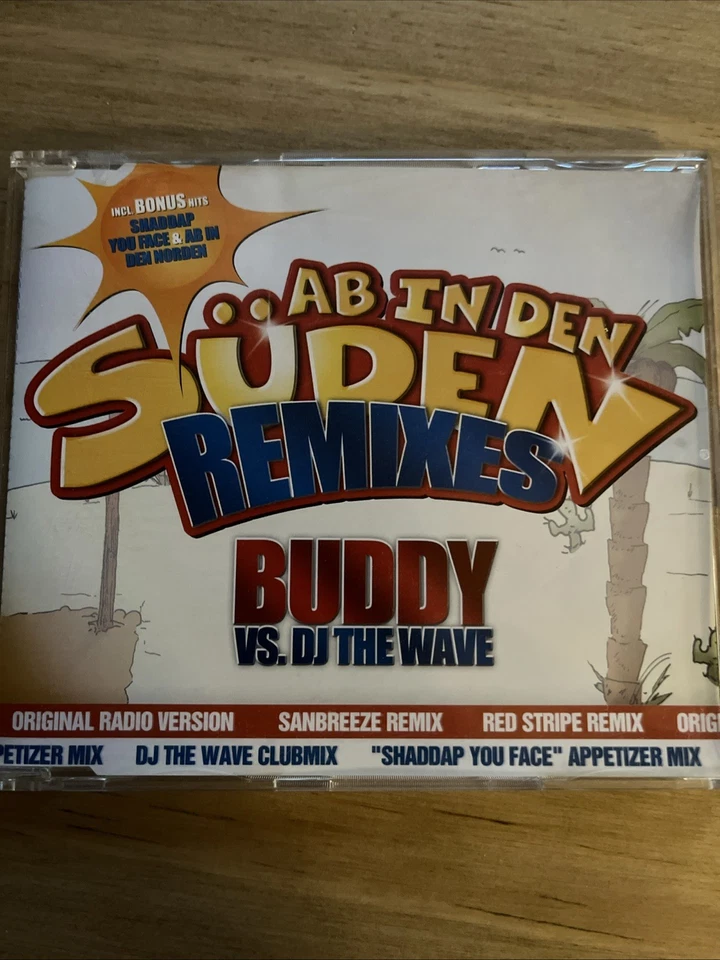 INCL. BONUS HITS
SHADDAP
YOU FACE & AB IN
DEN NORDEN
AB IN DEN
SÜDEN
REMIXES
BUDDY
VS. DJ THE WAVE
ORIGINAL RADIO VERSION SANBREEZE REMIX RED STRIPE REMIX ORIG
PETIZER MIX DJ THE WAVE CLUBMIX "SHADDAP YOU FACE" APPETIZER MIX